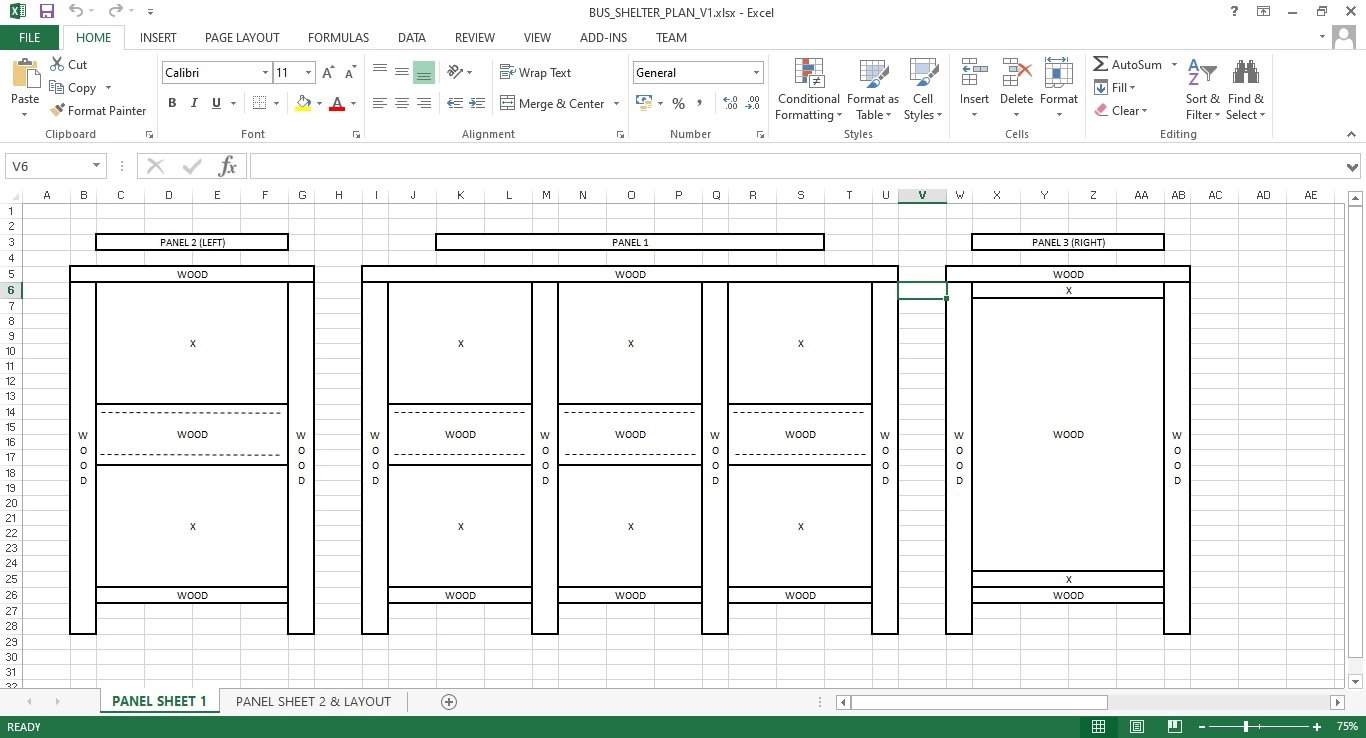 BUS_SHELTER_PLAN_V1.xlsx - Excel
FILE HOME INSERT PAGE LAYOUT FORMULAS DATA REVIEW VIEW ADD-INS TEAM
Paste
Cut
Copy
Format Painter
Clipboard
Calibri 11
B I U
Font
Wrap Text
Merge & Center
Alignment
General
%
Number
Conditional Formatting
Format as Table
Cell Styles
Styles
Insert Delete Format
Cells
AutoSum
Fill
Clear
Sort & Filter
Find & Select
Editing
V6 fx
A B C D E F G H I J K L M N O P Q R S T U V W X Y Z AA AB AC AD AE
1
2
3 PANEL 2 (LEFT) PANEL 1 PANEL 3 (RIGHT)
4
5 WOOD WOOD WOOD
6 X
7
8
9 X X X X
10
11
12
13
14
15 WOOD WOOD WOOD WOOD WOOD
W W W W W W W W
16 O O O O O O O O
17 O O O O O O O O
18 D D D D D D D D
19
20
21 X X X X
22
23
24
25 X
26 WOOD WOOD WOOD WOOD WOOD
27
28
29
30
31
32
PANEL SHEET 1 PANEL SHEET 2 & LAYOUT
READY 75%